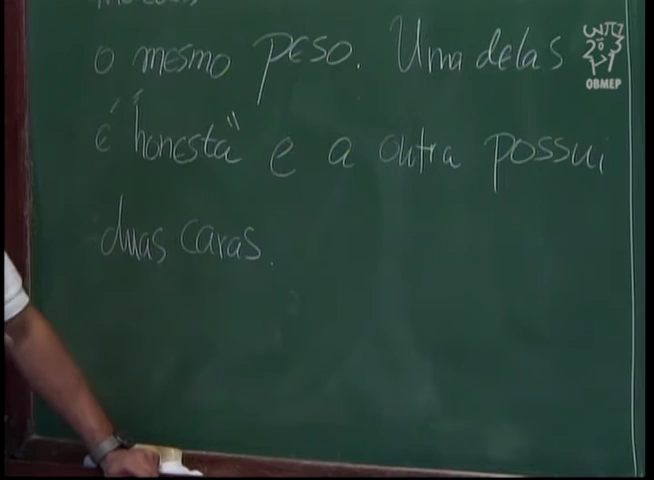 o mesmo peso. Uma delas
é "honesta" e a outra possui
duas caras.
OBMEP